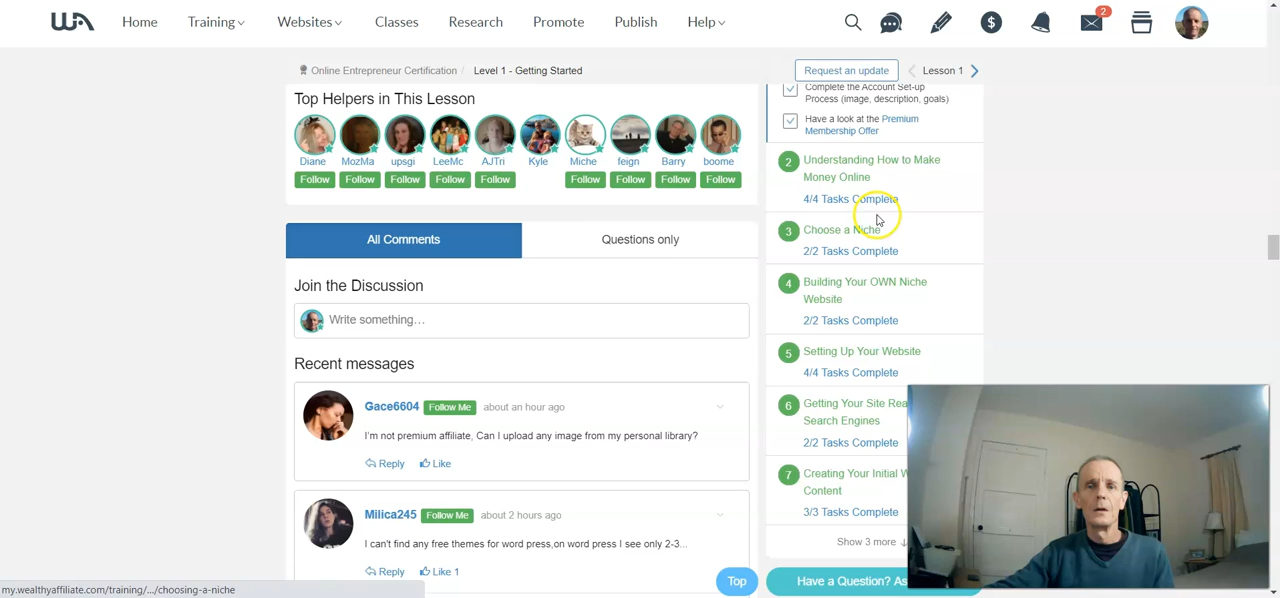 WA Home Training Websites Classes Research Promote Publish Help 2
Online Entrepreneur Certification / Level 1 - Getting Started
Request an update Lesson 1
Top Helpers in This Lesson
Diane MozMa upsgi LeeMc AJTri Kyle Miche feign Barry boome
Follow Follow Follow Follow Follow Follow Follow Follow Follow
All Comments Questions only
Join the Discussion
Write something…
Recent messages
Gace6604 Follow Me about an hour ago
I'm not premium affiliate, Can I upload any image from my personal library?
Reply Like
Milica245 Follow Me about 2 hours ago
I can't find any free themes for word press,on word press I see only 2-3...
Reply Like 1
Top
Complete the Account Set-up
Process (image, description, goals)
Have a look at the Premium
Membership Offer
2 Understanding How to Make
Money Online
4/4 Tasks Complete
3 Choose a Niche
2/2 Tasks Complete
4 Building Your OWN Niche
Website
2/2 Tasks Complete
5 Setting Up Your Website
4/4 Tasks Complete
6 Getting Your Site Rea
Search Engines
2/2 Tasks Complete
7 Creating Your Initial W
Content
3/3 Tasks Complete
Show 3 more
Have a Question? As
my.wealthyaffiliate.com/training/.../choosing-a-niche